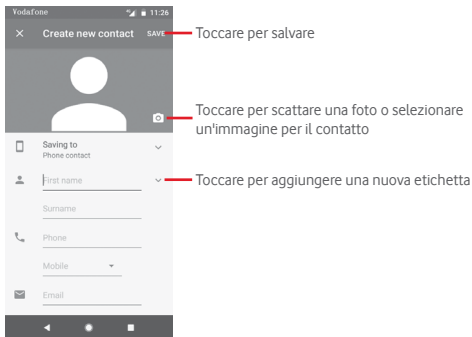 Vodafone 11:26
Create new contact SAVE
Toccare per salvare
Toccare per scattare una foto o selezionare
un'immagine per il contatto
Saving to
Phone contact
First name
Toccare per aggiungere una nuova etichetta
Surname
Phone
Mobile
Email